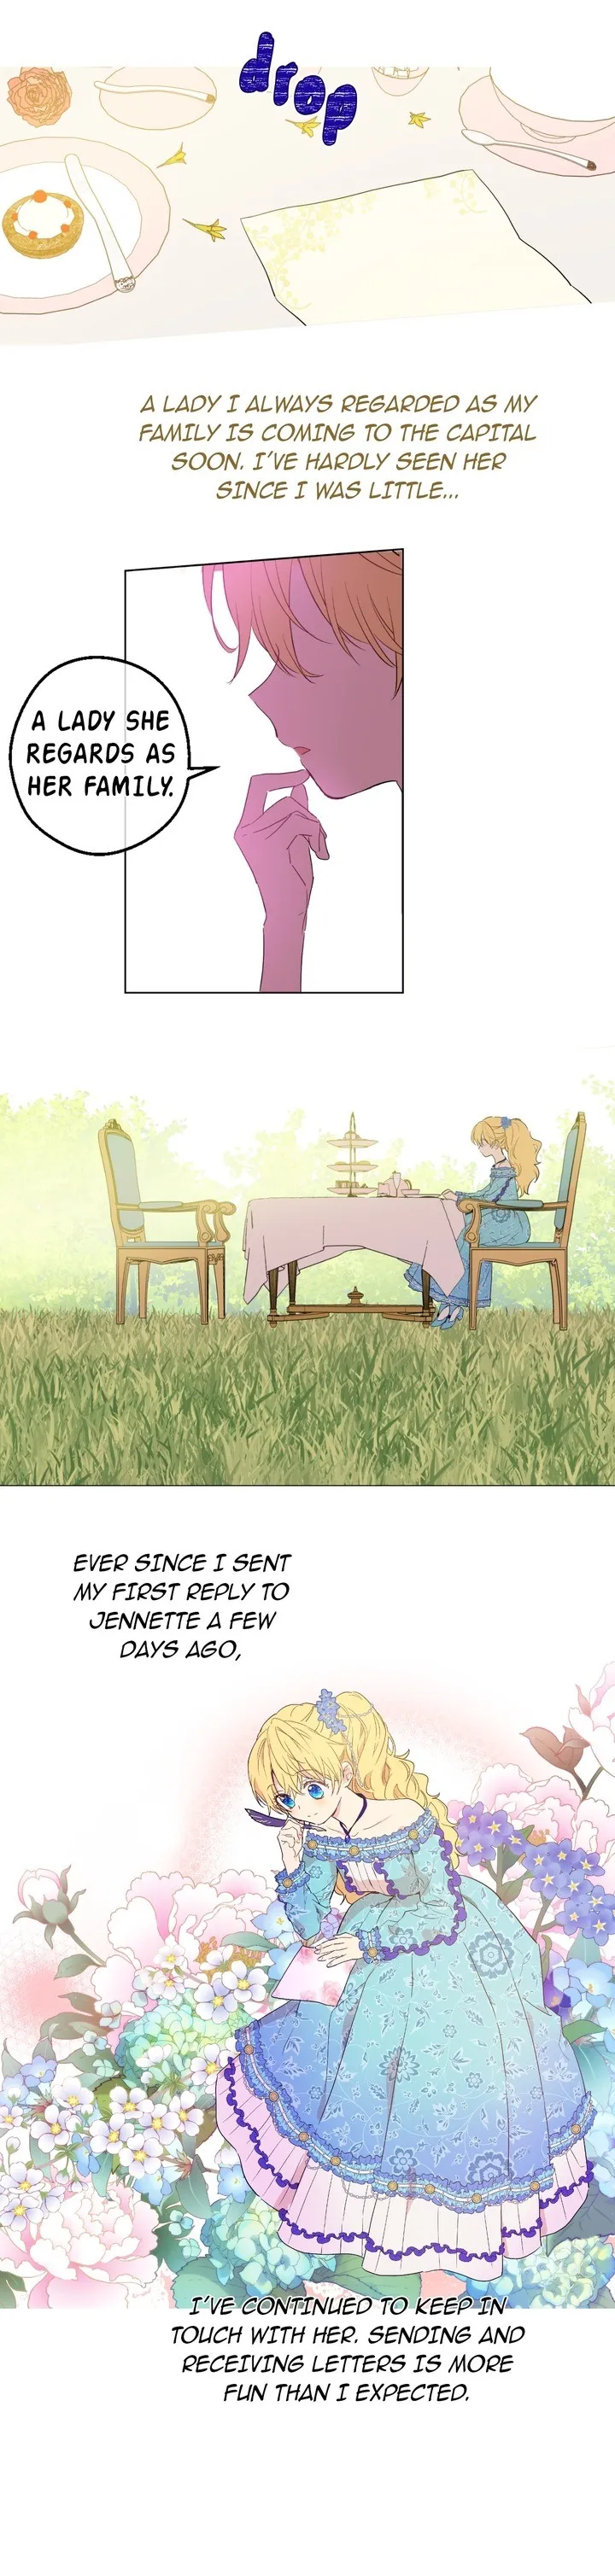 drop
A LADY I ALWAYS REGARDED AS MY
FAMILY IS COMING TO THE CAPITAL
SOON. I'VE HARDLY SEEN HER
SINCE I WAS LITTLE...
A LADY SHE
REGARDS AS
HER FAMILY.
EVER SINCE I SENT
MY FIRST REPLY TO
JENNETTE A FEW
DAYS AGO,
I'VE CONTINUED TO KEEP IN
TOUCH WITH HER. SENDING AND
RECEIVING LETTERS IS MORE
FUN THAN I EXPECTED.